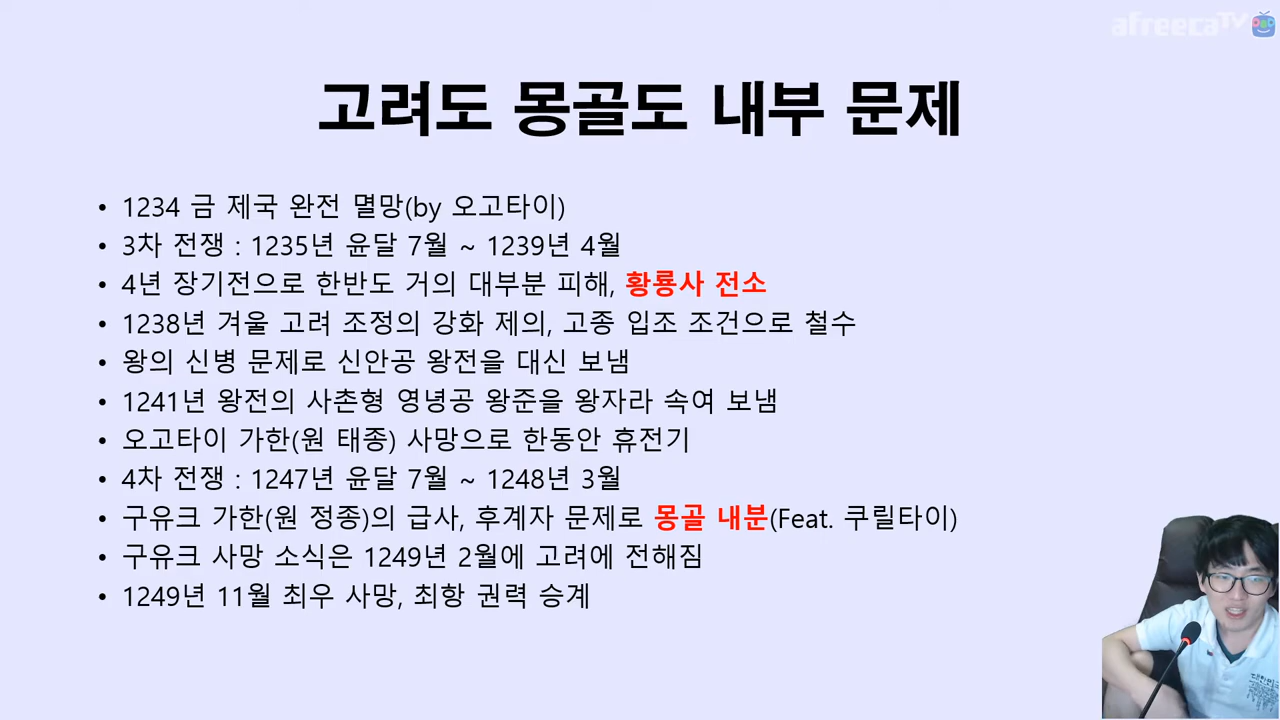 afreecaTV
고려도 몽골도 내부 문제
• 1234 금 제국 완전 멸망(by 오고타이)
• 3차 전쟁 : 1235년 윤달 7월 ~ 1239년 4월
• 4년 장기전으로 한반도 거의 대부분 피해, 황룡사 전소
• 1238년 겨울 고려 조정의 강화 제의, 고종 입조 조건으로 철수
• 왕의 신병 문제로 신안공 왕전을 대신 보냄
• 1241년 왕전의 사촌형 영녕공 왕준을 왕자라 속여 보냄
• 오고타이 가한(원 태종) 사망으로 한동안 휴전기
• 4차 전쟁 : 1247년 윤달 7월 ~ 1248년 3월
• 구유크 가한(원 정종)의 급사, 후계자 문제로 몽골 내분(Feat. 쿠릴타이)
• 구유크 사망 소식은 1249년 2월에 고려에 전해짐
• 1249년 11월 최우 사망, 최항 권력 승계